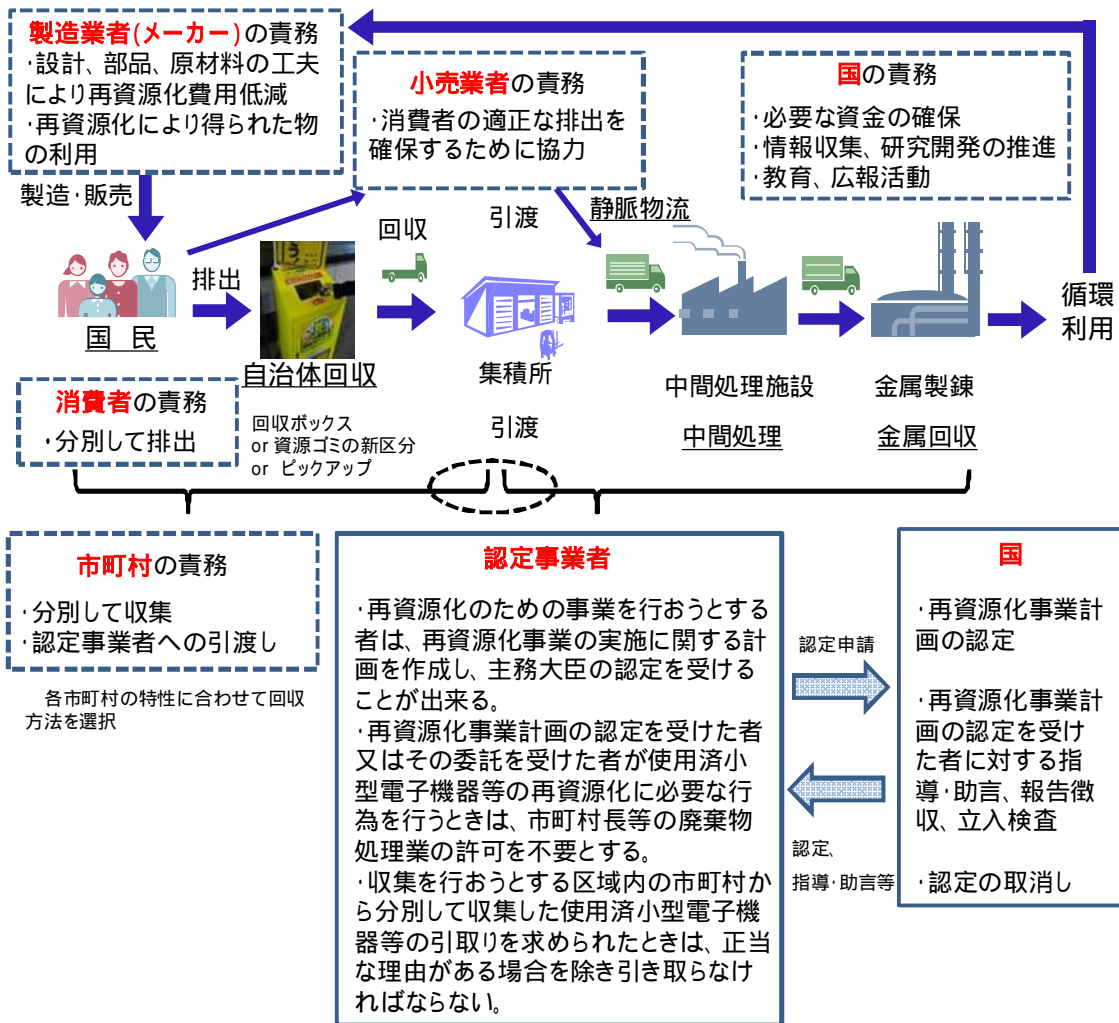 製造業者(メーカー)の責務
・設計、部品、原材料の工夫
により再資源化費用低減
・再資源化により得られた物
の利用
小売業者の責務
・消費者の適正な排出を
確保するために協力
国の責務
・必要な資金の確保
・情報収集、研究開発の推進
・教育、広報活動
製造・販売
回収
引渡
静脈物流
排出
循環
利用
国 民
自治体回収
集積所
中間処理施設
金属製錬
消費者の責務
・分別して排出
回収ボックス
or 資源ゴミの新区分
or ピックアップ
引渡
中間処理
金属回収
市町村の責務
・分別して収集
・認定事業者への引渡し
各市町村の特性に合わせて回収
方法を選択
認定事業者
・再資源化のための事業を行おうとする
者は、再資源化事業の実施に関する計
画を作成し、主務大臣の認定を受ける
ことが出来る。
・再資源化事業計画の認定を受けた者
又はその委託を受けた者が使用済小
型電子機器等の再資源化に必要な行
為を行うときは、市町村長等の廃棄物
処理業の許可を不要とする。
・収集を行おうとする区域内の市町村か
ら分別して収集した使用済小型電子機
器等の引取りを求められたときは、正当
な理由がある場合を除き引き取らなけ
ればならない。
認定申請
認定、
指導・助言等
国
・再資源化事業計
画の認定
・再資源化事業計
画の認定を受け
た者に対する指
導・助言、報告徴
収、立入検査
・認定の取消し